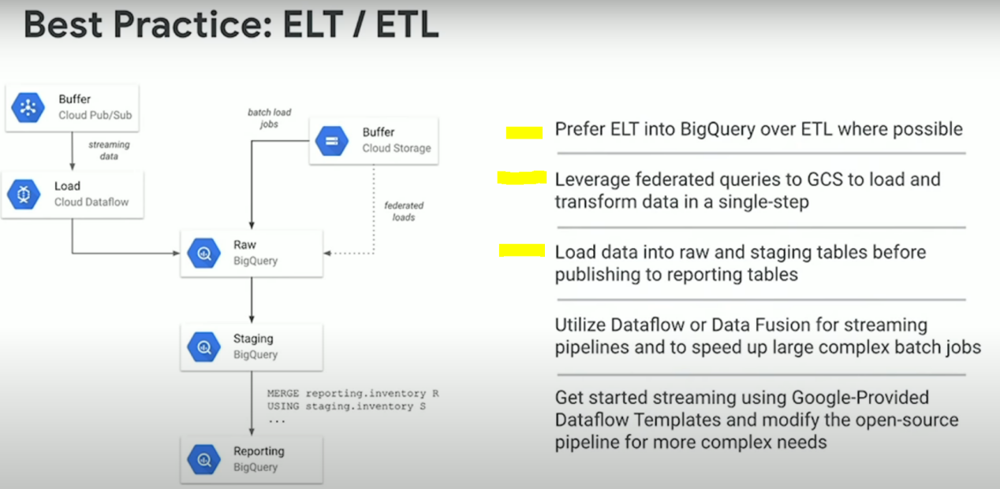 Best Practice: ELT / ETL
Buffer
Cloud Pub/Sub
streaming
data
Load
Cloud Dataflow
batch load
jobs
Buffer
Cloud Storage
federated
loads
Raw
BigQuery
Staging
BigQuery
MERGE reporting.inventory R
USING staging.inventory S
...
Reporting
BigQuery
Prefer ELT into BigQuery over ETL where possible
Leverage federated queries to GCS to load and
transform data in a single-step
Load data into raw and staging tables before
publishing to reporting tables
Utilize Dataflow or Data Fusion for streaming
pipelines and to speed up large complex batch jobs
Get started streaming using Google-Provided
Dataflow Templates and modify the open-source
pipeline for more complex needs